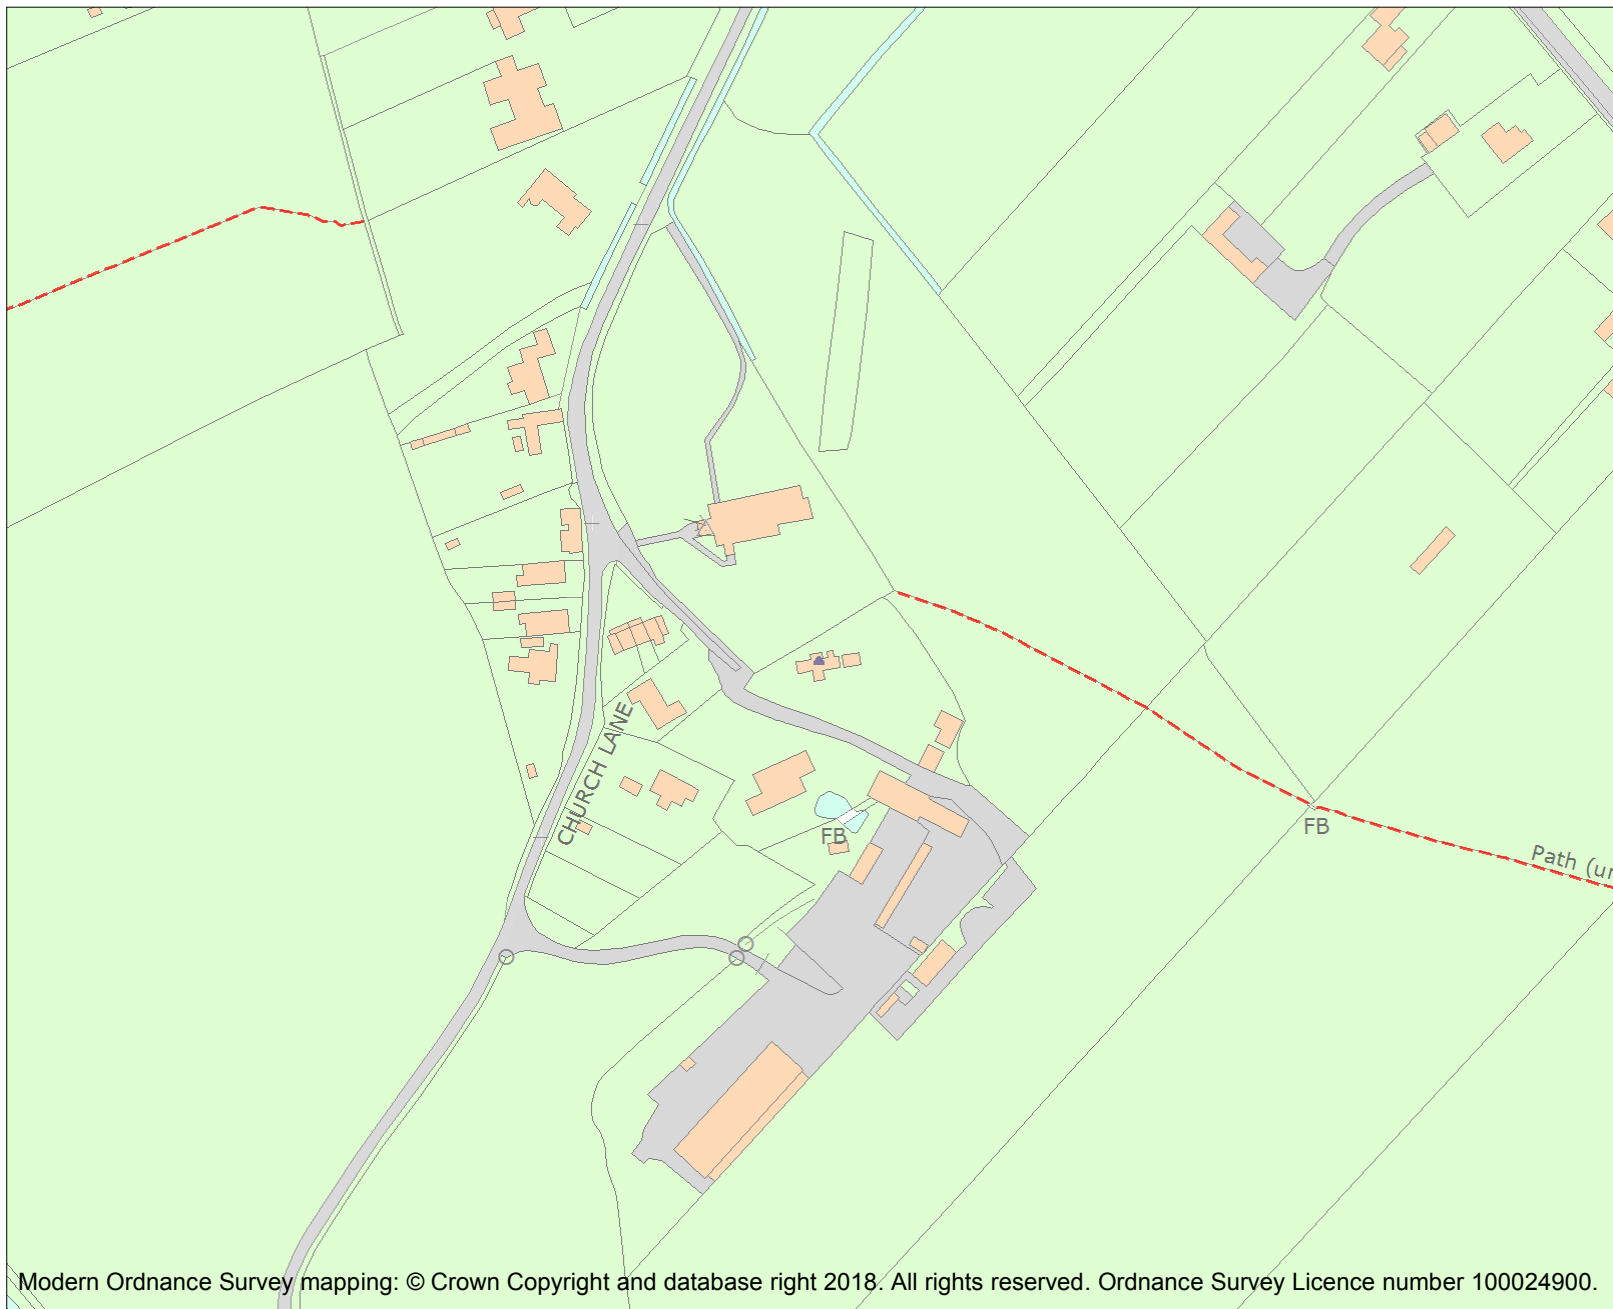 CHURCH LANE
FB
FB
Path (
Modern Ordnance Survey mapping: © Crown Copyright and database right 2018. All rights reserved. Ordnance Survey Licence number 100024900.